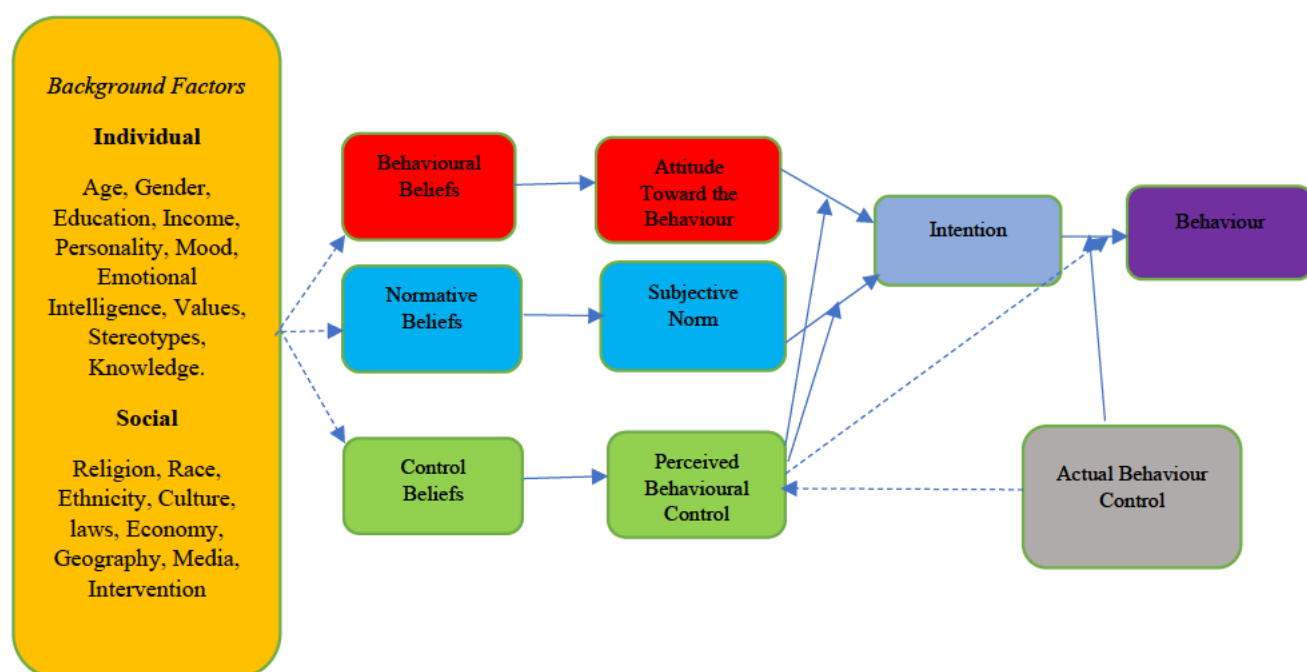 Background Factors
Individual
Age, Gender,
Education, Income,
Personality, Mood,
Emotional
Intelligence, Values,
Stereotypes,
Knowledge.
Social
Religion, Race,
Ethnicity, Culture,
laws, Economy,
Geography, Media,
Intervention
Behavioural
Beliefs
Attitude
Toward the
Behaviour
Intention
Behaviour
Normative
Beliefs
Subjective
Norm
Control
Beliefs
Perceived
Behavioural
Control
Actual Behaviour
Control